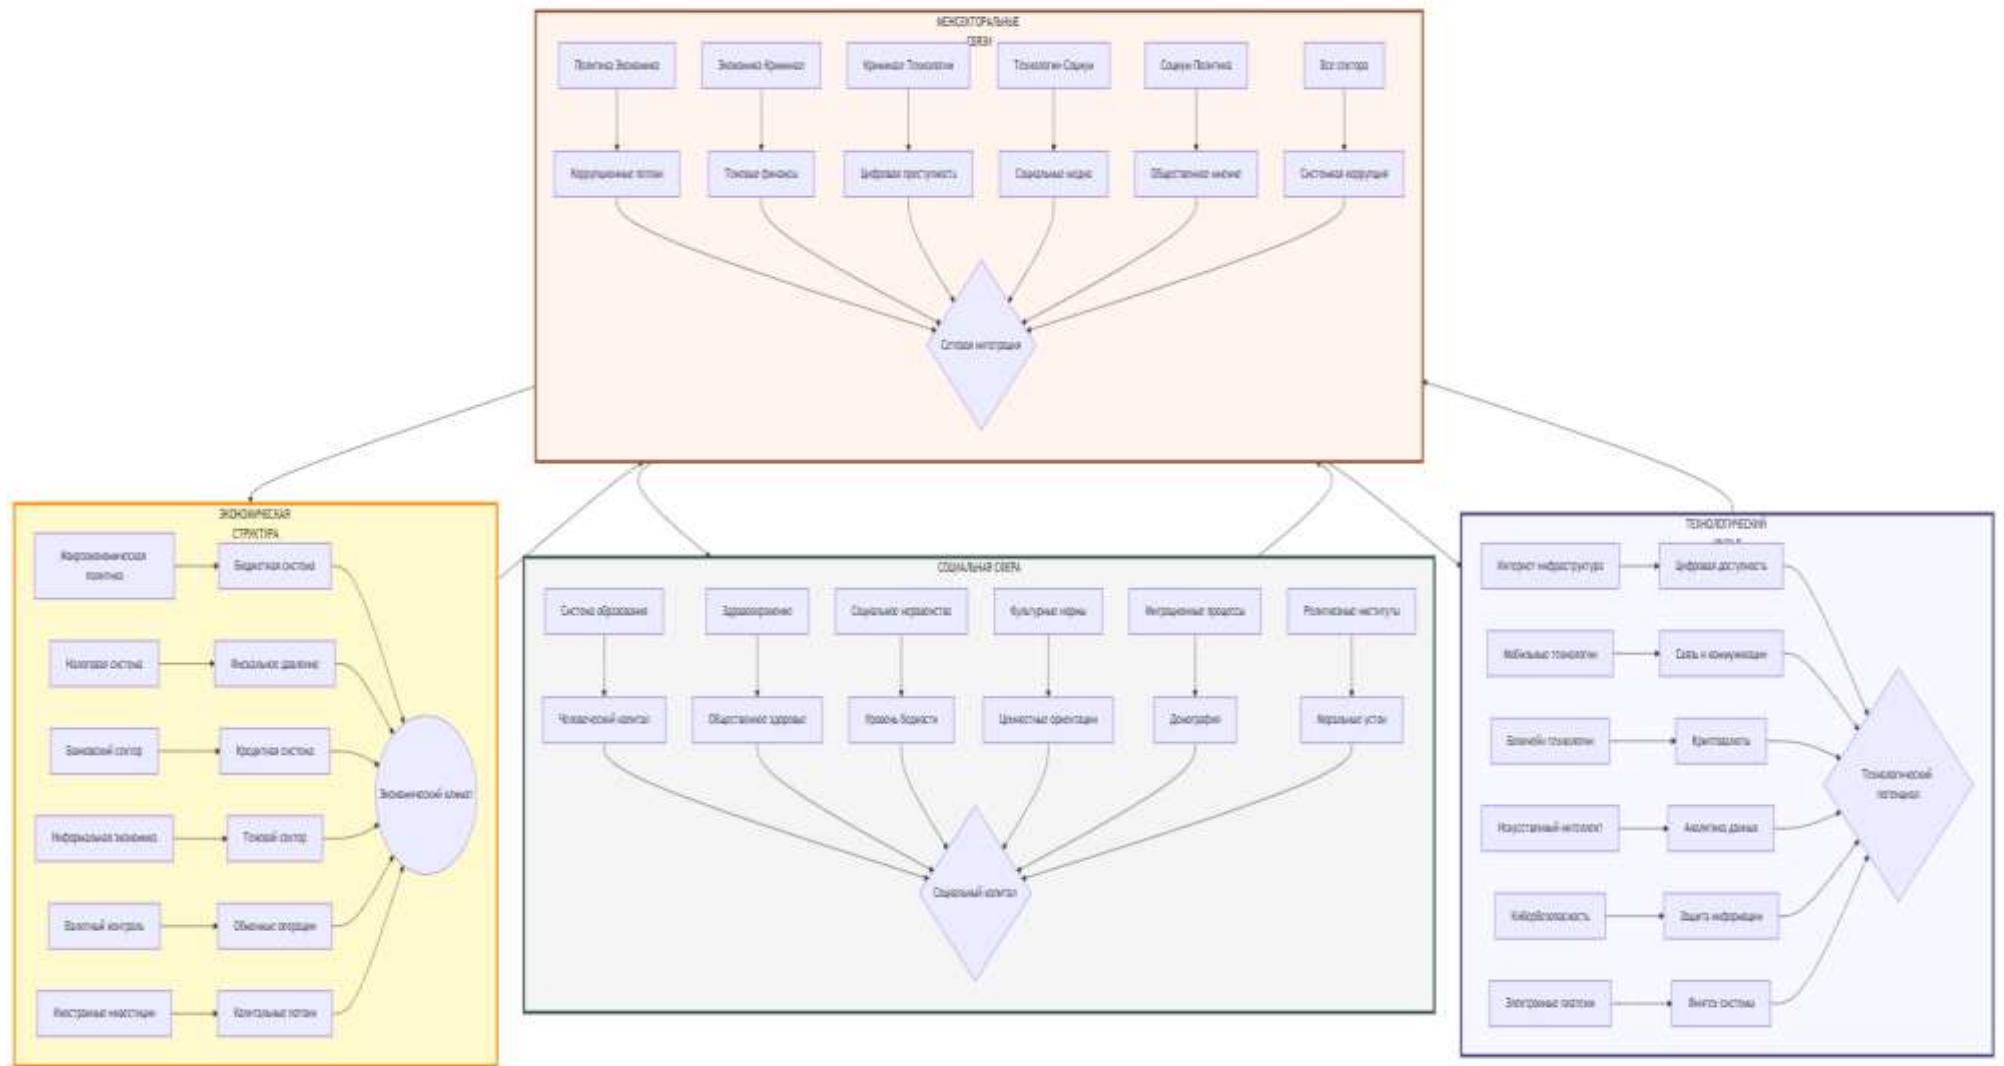 МЕЖСЕКТОРАЛЬНЫЕ
СВЯЗИ
Политика-Экономика
Экономика-Криминал
Криминал-Технологии
Технологии-Социум
Социум-Политика
Все сектора
Коррупционные потоки
Теневые финансы
Цифровая преступность
Социальные медиа
Общественное мнение
Системная коррупция
Сетевая интеграция
ЭКОНОМИЧЕСКАЯ
СТРУКТУРА
Макроэкономическая
политика
Бюджетная система
Налоговая система
Фискальное давление
Банковский сектор
Кредитная система
Экономический климат
Неформальная экономика
Теневой сектор
Валютный контроль
Обменные операции
Иностранные инвестиции
Капитальные потоки
СОЦИАЛЬНАЯ СФЕРА
Система образования
Здравоохранение
Социальное неравенство
Культурные нормы
Миграционные процессы
Религиозные институты
Человеческий капитал
Общественное здоровье
Уровень бедности
Ценностные ориентации
Демография
Моральные устои
Социальный капитал
ТЕХНОЛОГИЧЕСКИЙ
Интернет-инфраструктура
Цифровая доступность
Мобильные технологии
Связь и коммуникации
Блокчейн технологии
Криптовалюты
Технологический
потенциал
Искусственный интеллект
Аналитика данных
Кибербезопасность
Защита информации
Электронные платежи
Финтех системы